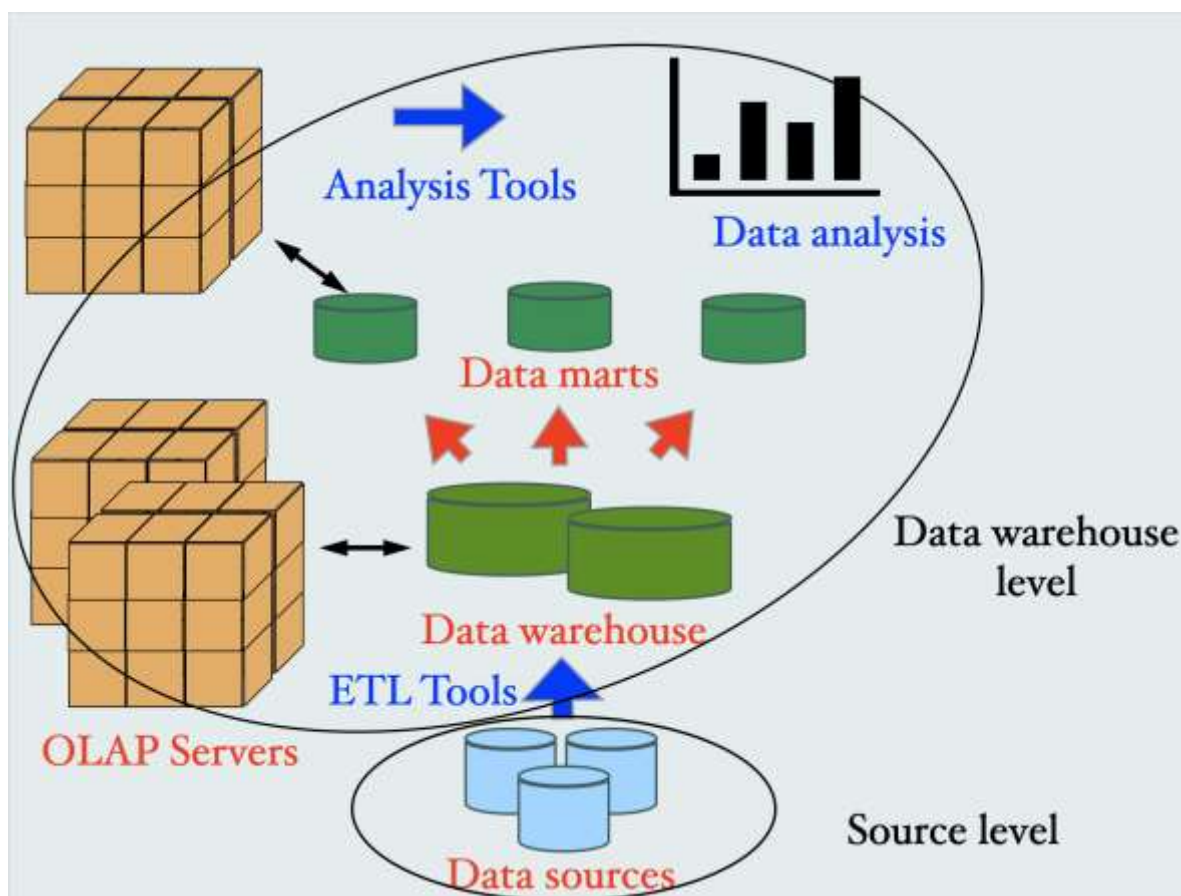 Analysis Tools
Data analysis
Data marts
Data warehouse
level
Data warehouse
ETL Tools
OLAP Servers
Source level
Data sources